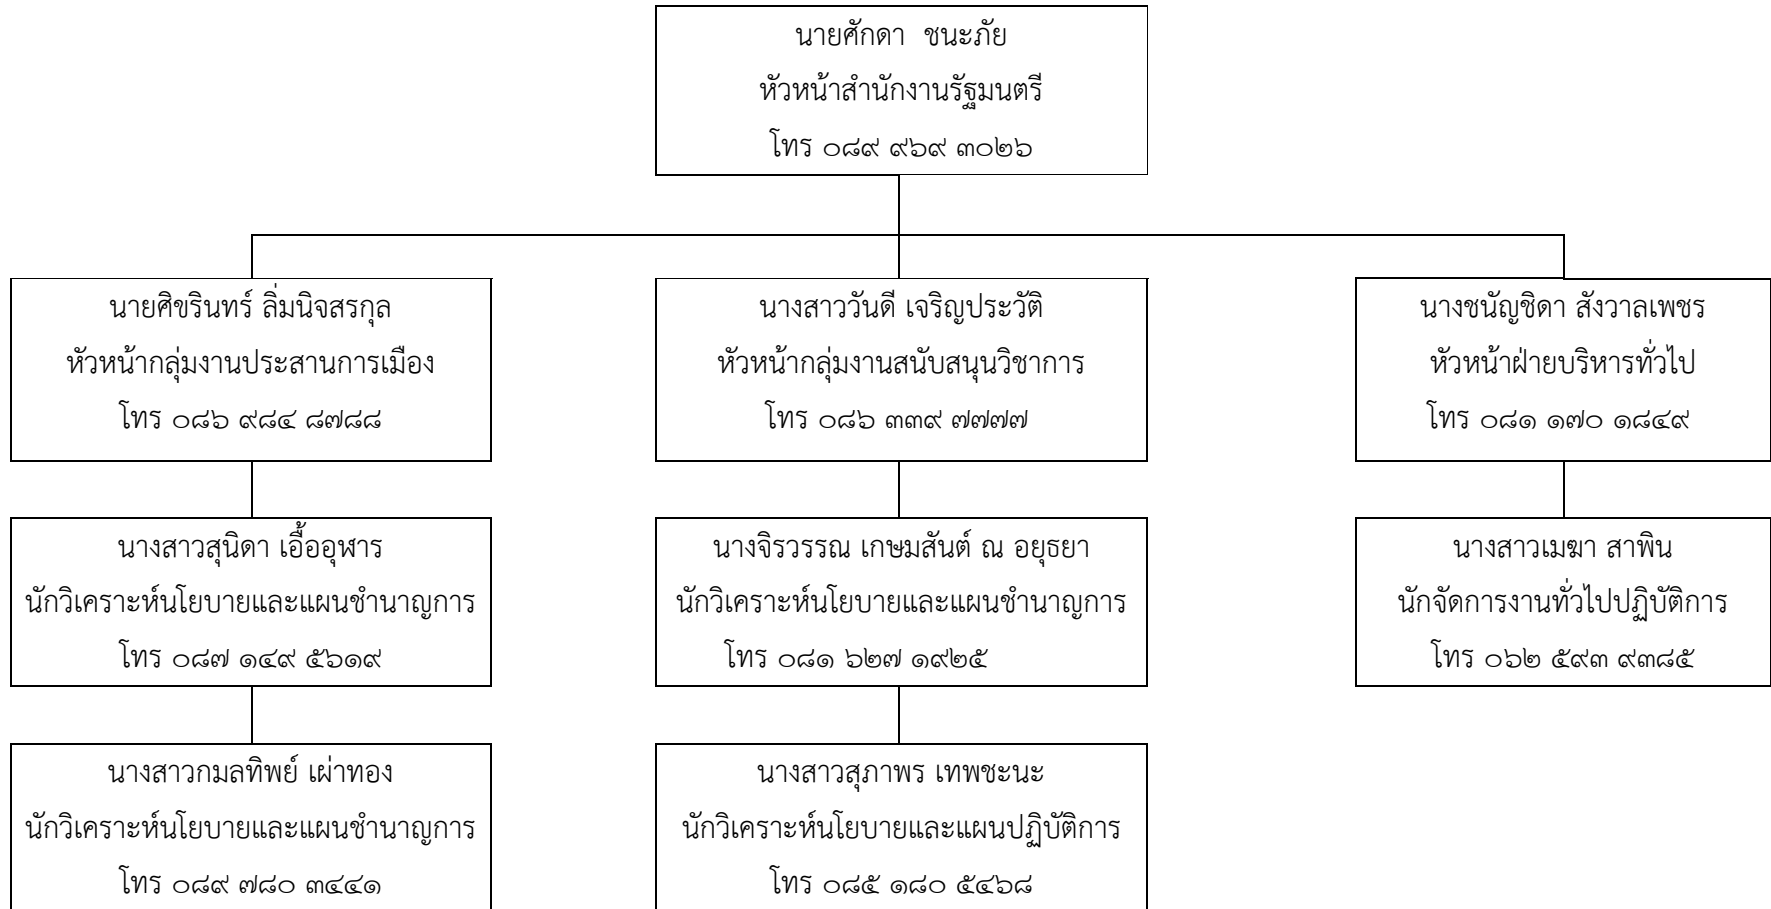 นายศักดา  ชนะภัย
หัวหน้าสำนักงานรัฐมนตรี
โทร ๐๘๙ ๙๖๙ ๓๐๒๖
นายศิขรินทร์ ลิ่มนิจสรกุล
หัวหน้ากลุ่มงานประสานการเมือง
โทร ๐๘๖ ๙๘๔ ๘๗๘๘
นางสาววันดี เจริญประวัติ
หัวหน้ากลุ่มงานสนับสนุนวิชาการ
โทร ๐๘๖ ๓๓๙ ๗๗๗๗
นางชนัญชิดา สังวาลเพชร
หัวหน้าฝ่ายบริหารทั่วไป
โทร ๐๘๑ ๑๗๐ ๑๘๔๙
นางสาวสุนิดา เอื้ออุฬาร
นักวิเคราะห์นโยบายและแผนชำนาญการ
โทร ๐๘๗ ๑๔๙ ๕๖๑๙
นางจิรวรรณ เกษมสันต์ ณ อยุธยา
นักวิเคราะห์นโยบายและแผนชำนาญการ
โทร ๐๘๑ ๖๒๗ ๑๙๒๕
นางสาวเมฆา สาพิน
นักจัดการงานทั่วไปปฏิบัติการ
โทร ๐๖๒ ๕๙๓ ๙๓๘๕
นางสาวกมลทิพย์ เผ่าทอง
นักวิเคราะห์นโยบายและแผนชำนาญการ
โทร ๐๘๙ ๗๘๐ ๓๔๔๑
นางสาวสุภาพร เทพชะนะ
นักวิเคราะห์นโยบายและแผนปฏิบัติการ
โทร ๐๘๕ ๑๘๐ ๕๔๖๘